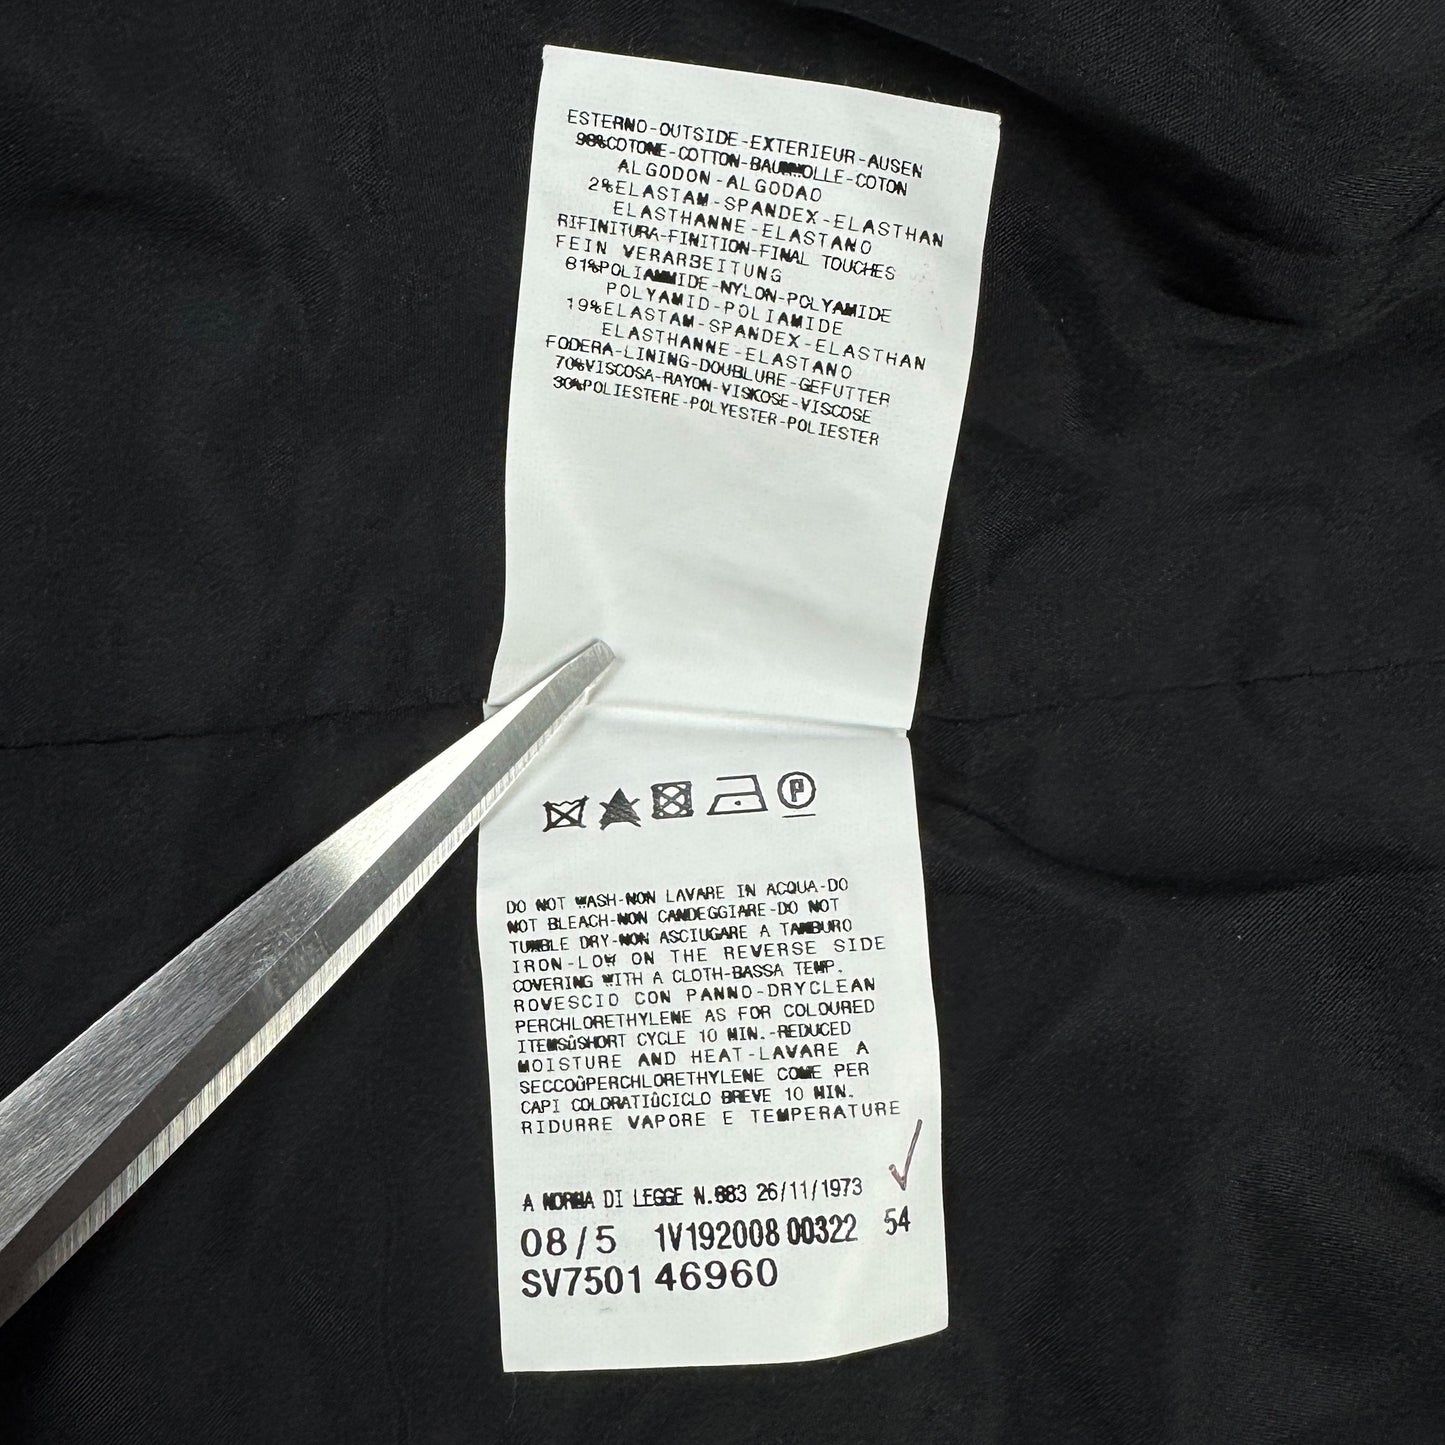 ESTERNO-OUTSIDE-EXTERIEUR-AUSEN
98%COTONE-COTTON-BAUMWOLLE-COTON
ALGODON-ALGODAO
2%ELASTAM-SPANDEX-ELASTHAN
ELASTHANNE-ELASTANO
RIFINITURA-FINITION-FINAL TOUCHES
FEIN VERARBEITUNG
81%POLIAMMIDE-NYLON-POLYAMIDE
POLYAMID-POLIAMIDE
19%ELASTAM-SPANDEX-ELASTHAN
ELASTHANNE-ELASTANO
FODERA-LINING-DOUBLURE-GEFUTTER
70%VISCOSA-RAYON-VISKOSE-VISCOSE
30%POLIESTERE-POLYESTER-POLIESTER
P
DO NOT WASH-NON LAVARE IN ACQUA-DO
NOT BLEACH-NON CANDEGGIARE-DO NOT
TUMBLE DRY-NON ASCIUGARE A TAMBURO
IRON-LOW ON THE REVERSE SIDE
COVERING WITH A CLOTH-BASSA TEMP.
ROVESCIO CON PANNO-DRYCLEAN
PERCHLORETHYLENE AS FOR COLOURED
ITEMSûSHORT CYCLE 10 MIN.-REDUCED
MOISTURE AND HEAT-LAVARE A
SECCOûPERCHLORETHYLENE COME PER
CAPI COLORATIûCICLO BREVE 10 MIN.
RIDURRE VAPORE E TEMPERATURE
A NORMA DI LEGGE N.883 26/11/1973
08/5 1V192008 00322 54
SV7501 46960